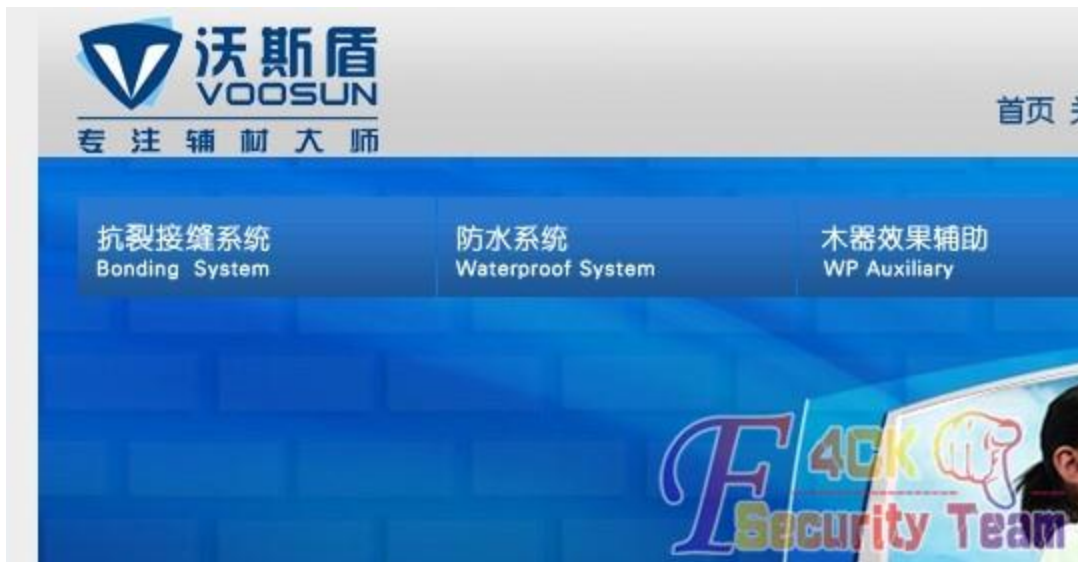 沃斯盾
VOOSUN
专注辅材大师
首页
抗裂接缝系统
Bonding System
防水系统
Waterproof System
木器效果辅助
WP Auxiliary
F4CK
Security Team